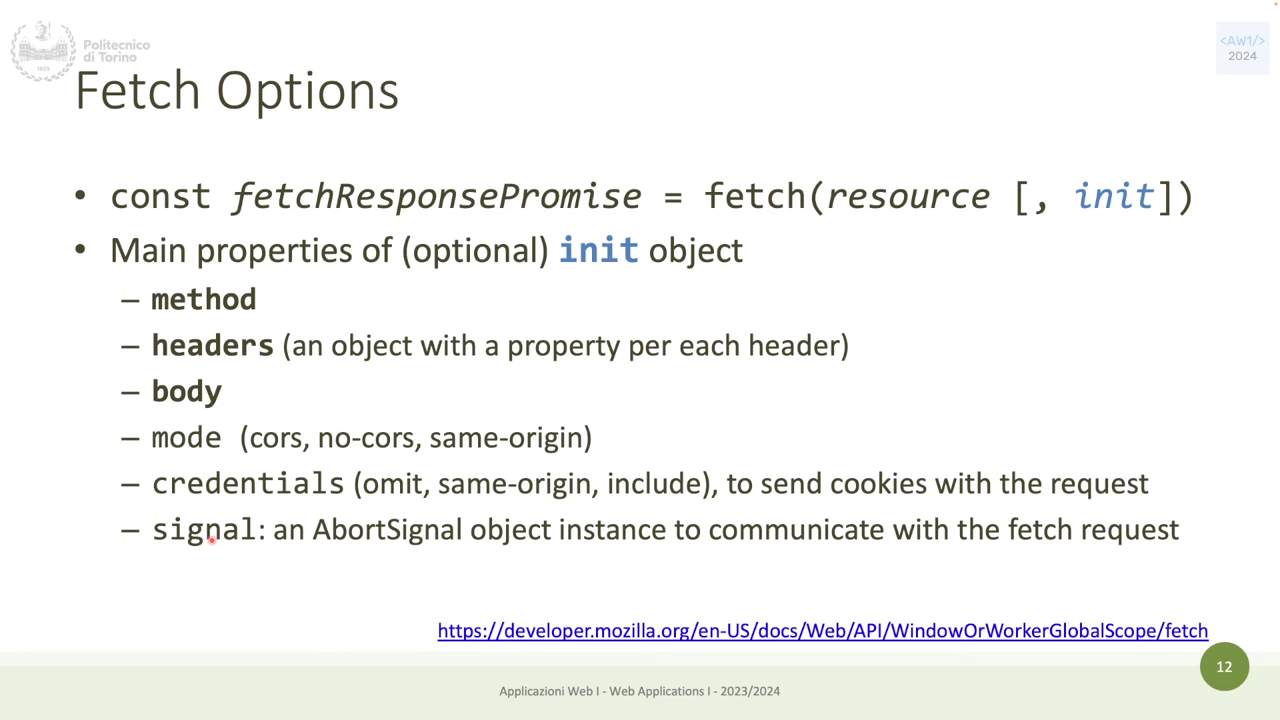 Politecnico
di Torino
1859
<AW1/>
2024
Fetch Options
• const fetchResponsePromise = fetch(resource [, init])
• Main properties of (optional) init object
– method
– headers (an object with a property per each header)
– body
– mode (cors, no-cors, same-origin)
– credentials (omit, same-origin, include), to send cookies with the request
– signal: an AbortSignal object instance to communicate with the fetch request
https://developer.mozilla.org/en-US/docs/Web/API/WindowOrWorkerGlobalScope/fetch
12
Applicazioni Web I - Web Applications I - 2023/2024